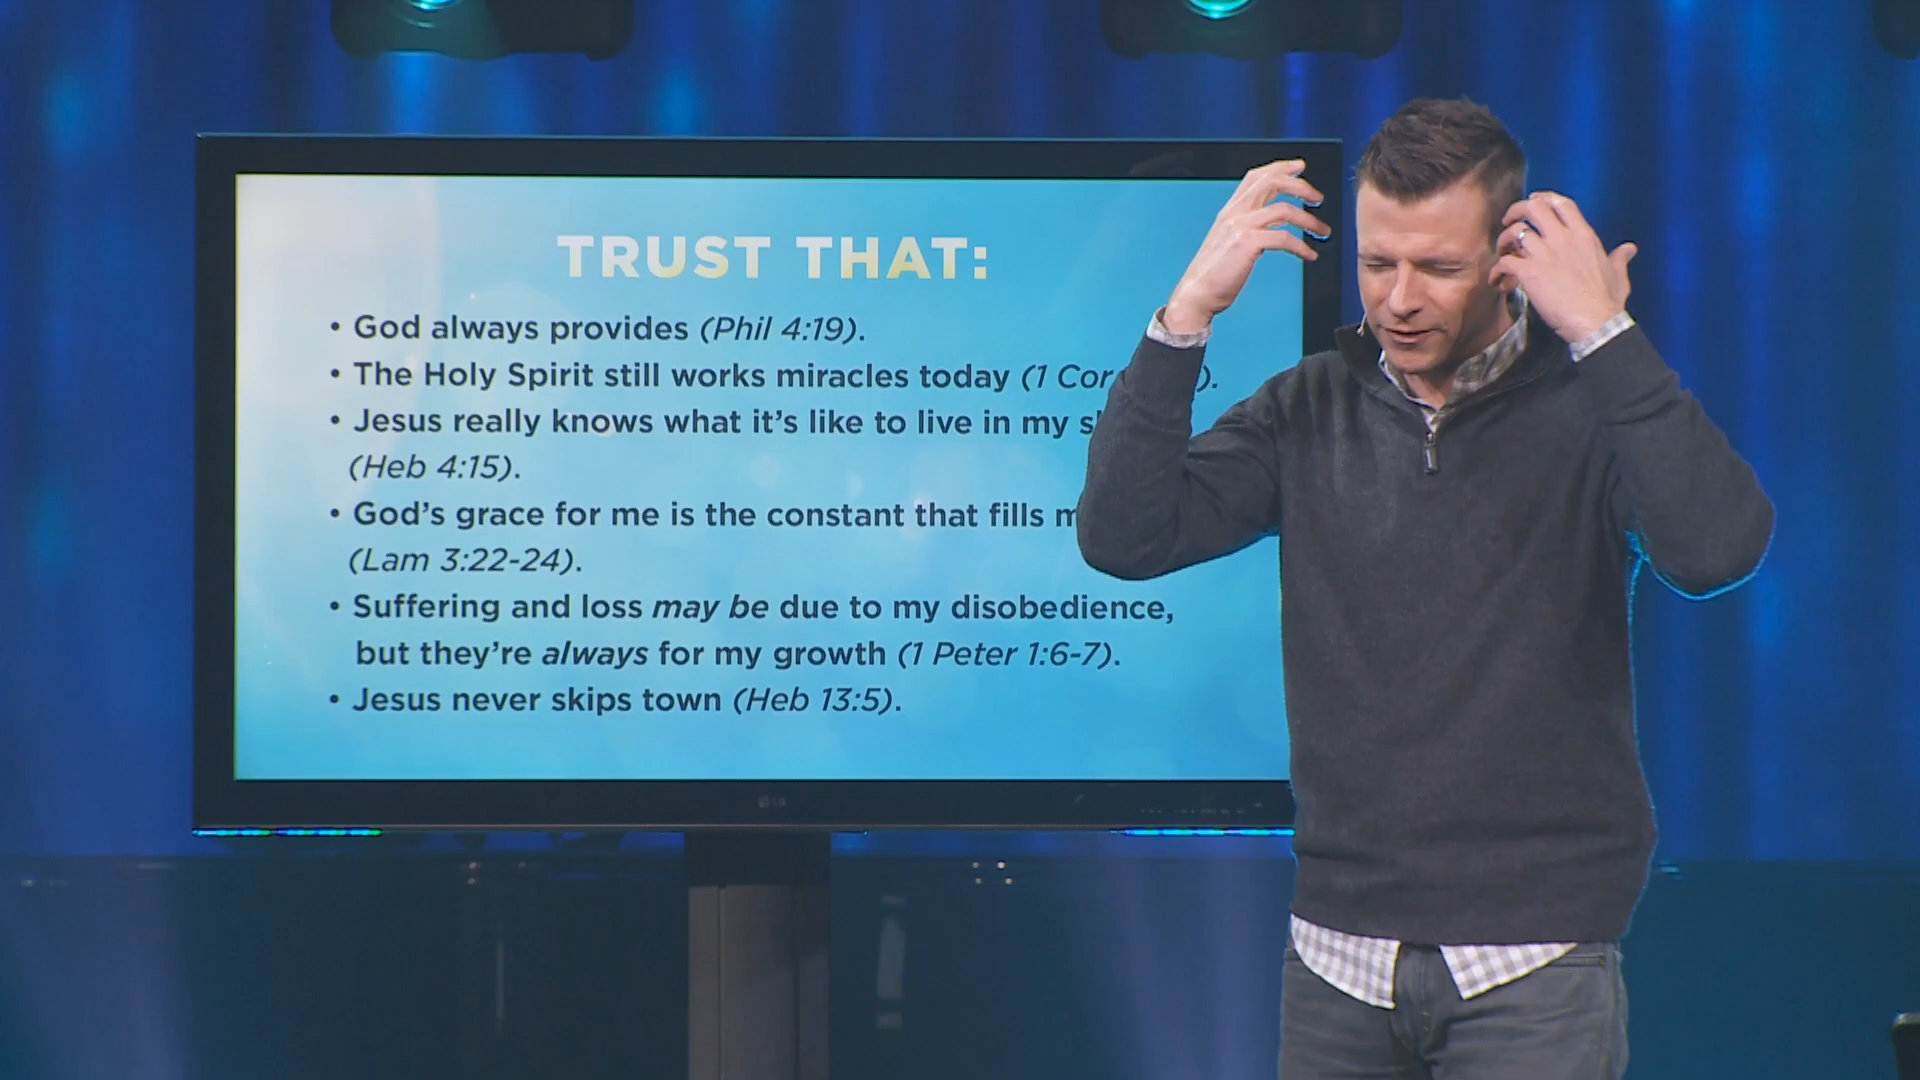 TRUST THAT:
• God always provides (Phil 4:19).
• The Holy Spirit still works miracles today (1 Cor ).
• Jesus really knows what it's like to live in my
(Heb 4:15).
• God's grace for me is the constant that fills
(Lam 3:22-24).
• Suffering and loss may be due to my disobedience,
but they're always for my growth (1 Peter 1:6-7).
• Jesus never skips town (Heb 13:5).
LG